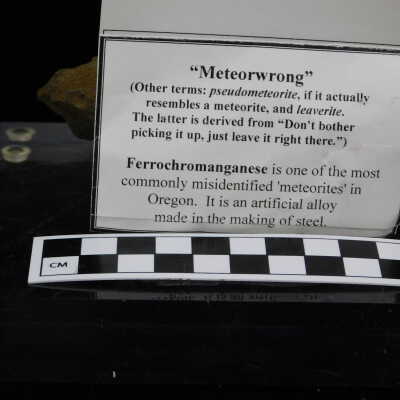 “Meteorwrong”
(Other terms: pseudometeorite, if it actually
resembles a meteorite, and leaverite.
The latter is derived from “Don’t bother
picking it up, just leave it right there.”)
Ferrochromanganese is one of the most
commonly misidentified 'meteorites' in
Oregon. It is an artificial alloy
made in the making of steel.
CM